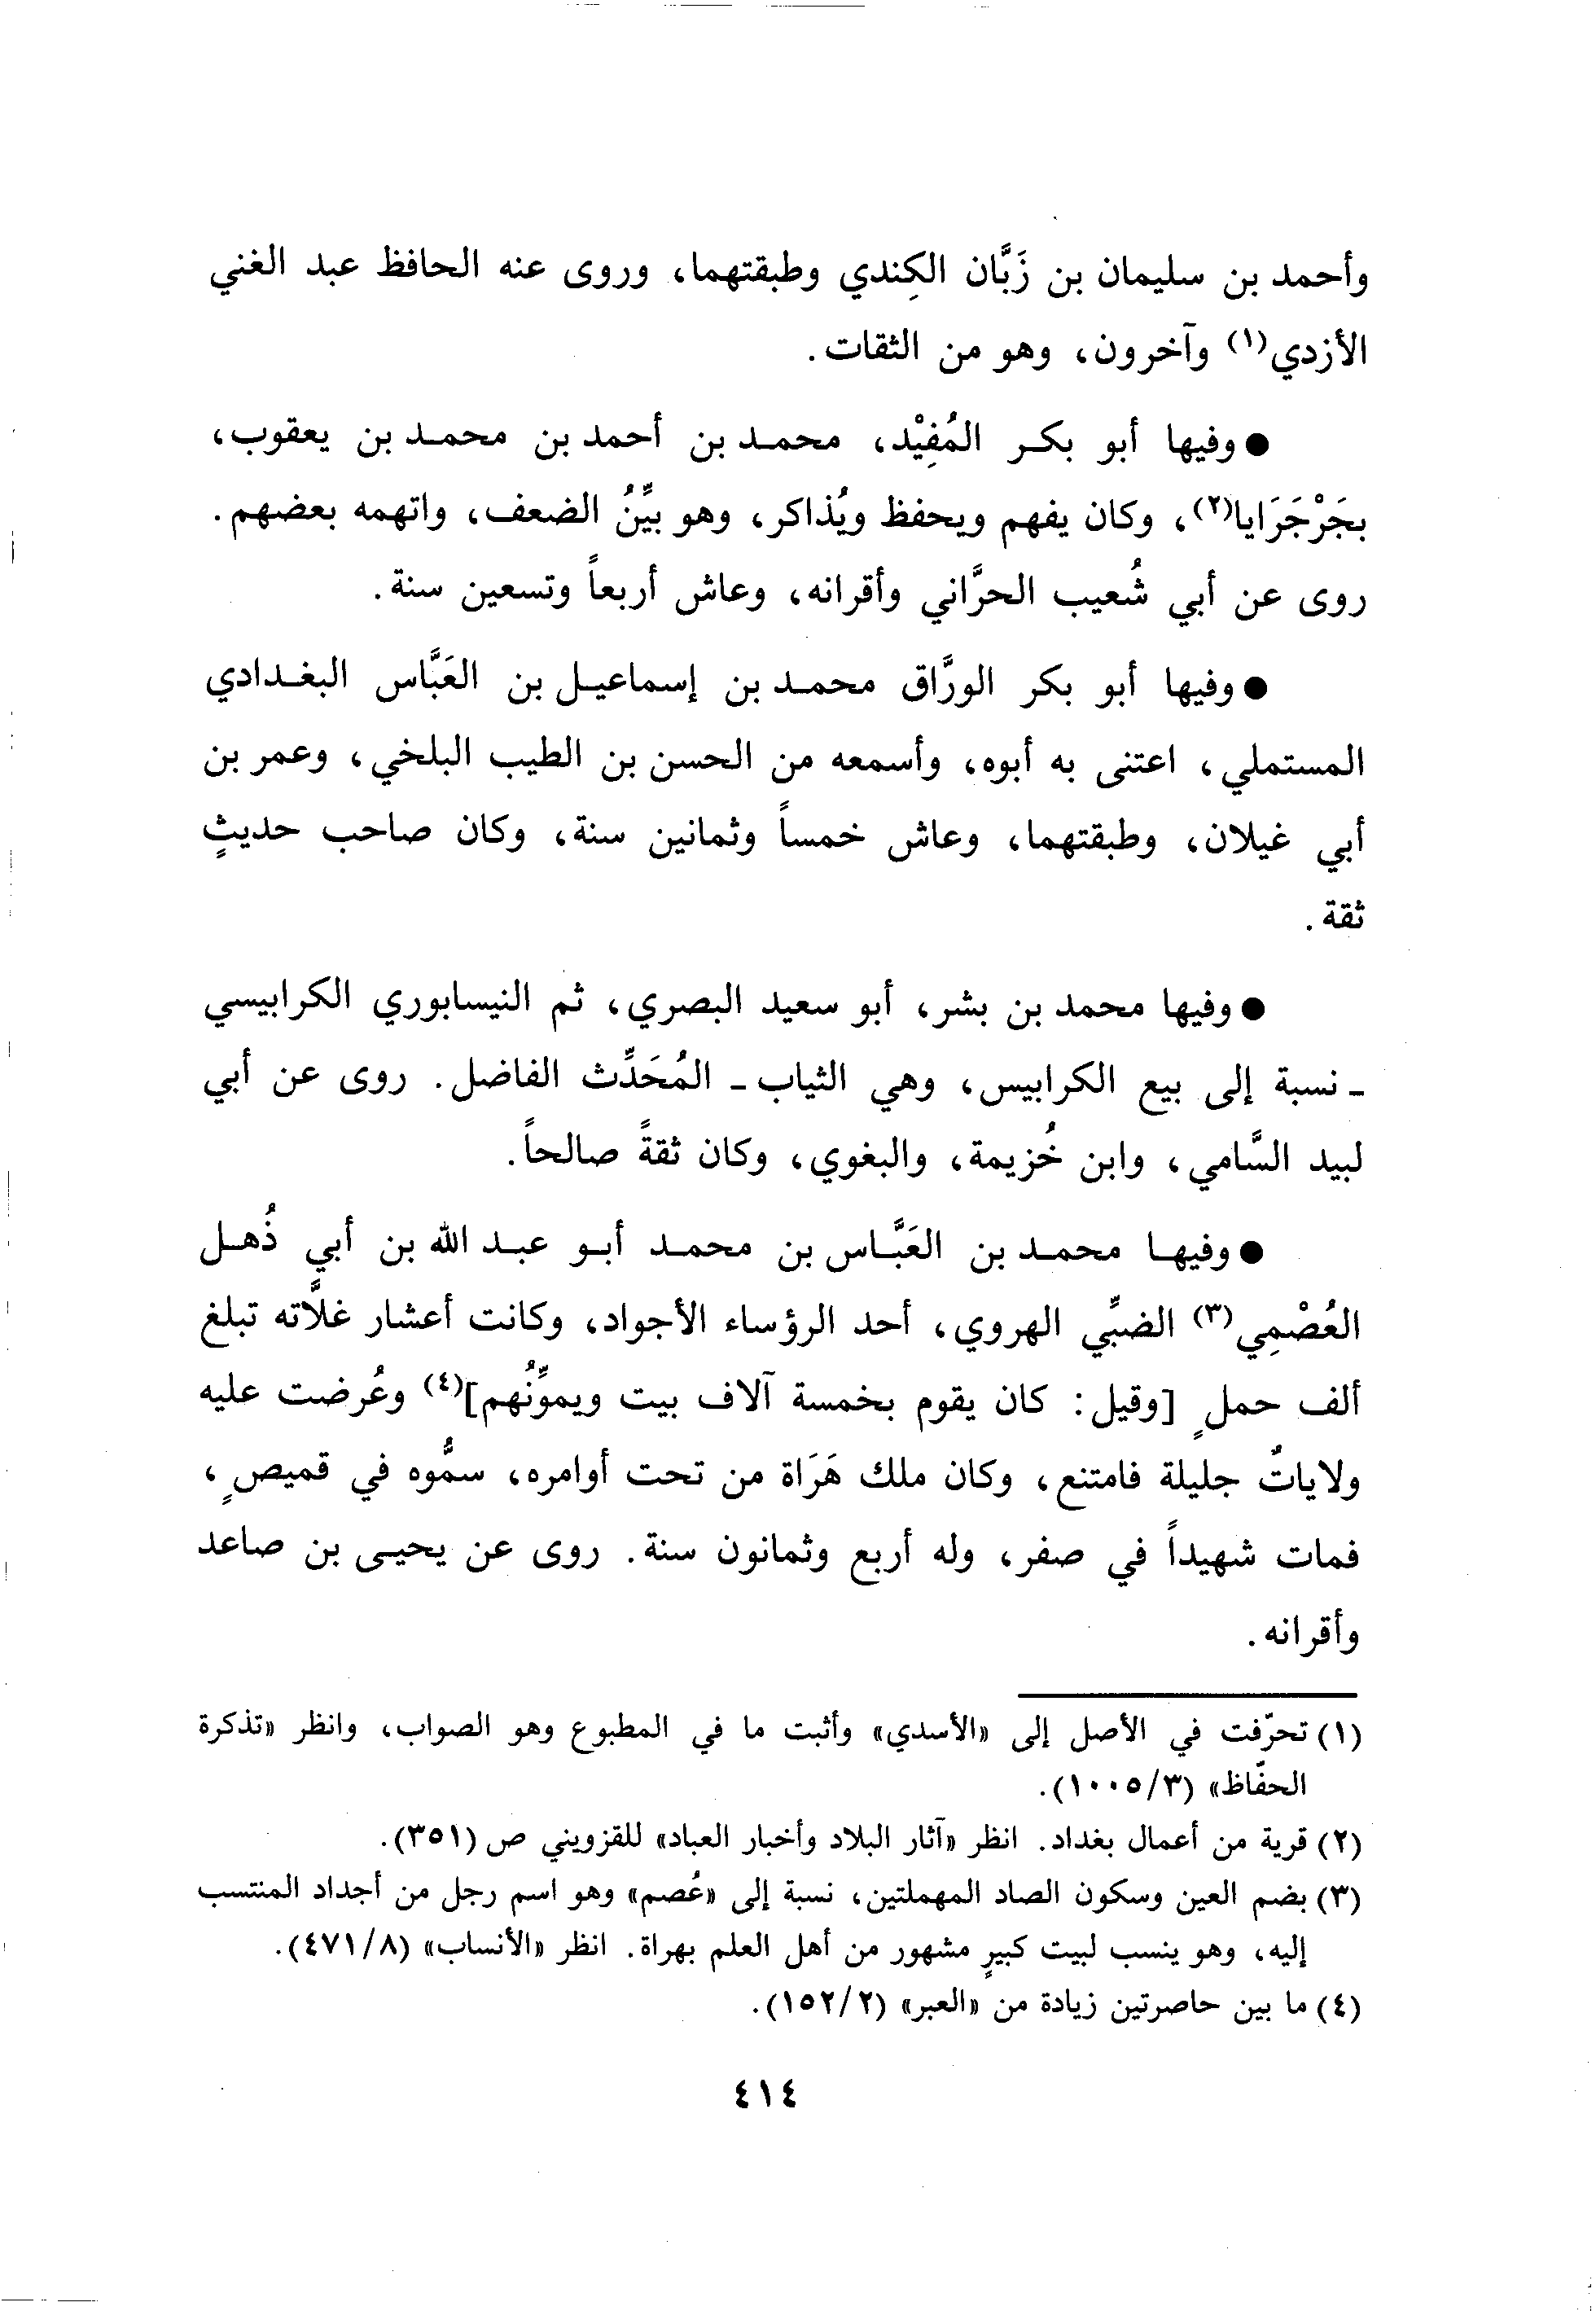 وأحمد بن سليمان بن زَبَّان الكِندي وطبقتهما، وروى عنه الحافظ عبد الغني
الأزدي(١) وآخرون، وهو من الثقات.
● وفيها أبو بكر المُفِيْد، محمد بن أحمد بن محمد بن يعقوب،
بجَرْجَرَايا(٢)، وكان يفهم ويحفظ ويُذاكر، وهو بيِّنُ الضعف، واتهمه بعضهم.
روى عن أبي شُعيب الحرَّاني وأقرانه، وعاش أربعاً وتسعين سنة.
● وفيها أبو بكر الورَّاق محمد بن إسماعيل بن العَبَّاس البغدادي
المستملي، اعتنى به أبوه، وأسمعه من الحسن بن الطيب البلخي، وعمر بن
أبي غيلان، وطبقتهما، وعاش خمساً وثمانين سنة، وكان صاحب حديثٍ
ثقة.
● وفيها محمد بن بشر، أبو سعيد البصري، ثم النيسابوري الكرابيسي
ـ نسبة إلى بيع الكرابيس، وهي الثياب ـ المُحَدِّث الفاضل. روى عن أبي
لبيد السَّامي، وابن خُزيمة، والبغوي، وكان ثقةً صالحاً.
● وفيها محمد بن العَبَّاس بن محمد أبو عبد الله بن أبي ذُهل
العُصْمِي(٣) الضبِّي الهروي، أحد الرؤساء الأجواد، وكانت أعشار غلَّاته تبلغ
ألف حملٍ [وقيل: كان يقوم بخمسة آلاف بيت ويموِّنُهم](٤) وعُرضت عليه
ولاياتٌ جليلة فامتنع، وكان ملك هَرَاة من تحت أوامره، سمُّوه في قميصٍ،
فمات شهيداً في صفر، وله أربع وثمانون سنة. روى عن يحيى بن صاعد
وأقرانه.
(١) تحرّفت في الأصل إلى «الأسدي» وأثبت ما في المطبوع وهو الصواب، وانظر «تذكرة
الحفّاظ» (١٠٠٥/٣).
(٢) قرية من أعمال بغداد. انظر «آثار البلاد وأخبار العباد» للقزويني ص (٣٥١).
(٣) بضم العين وسكون الصاد المهملتين، نسبة إلى «عُصم» وهو اسم رجل من أجداد المنتسب
إليه، وهو ينسب لبيت كبيرٍ مشهور من أهل العلم بهراة. انظر «الأنساب» (٤٧١/٨).
(٤) ما بين حاصرتين زيادة من «العبر» (١٥٢/٢).
٤١٤